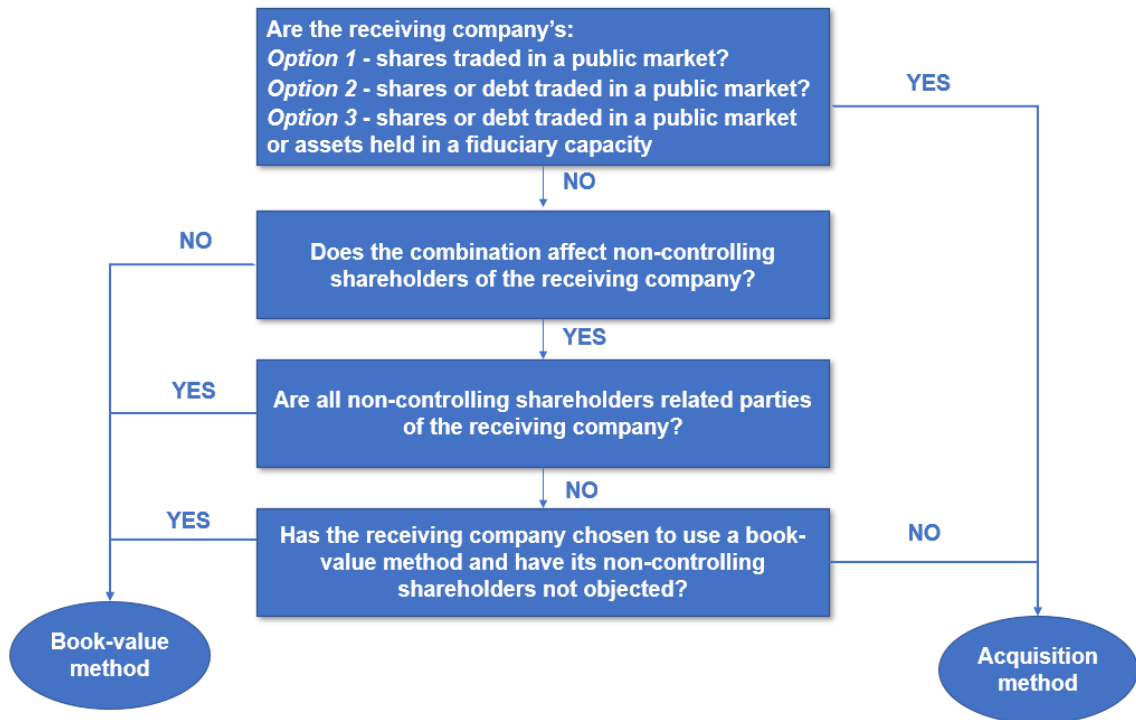 Are the receiving company’s:
Option 1 - shares traded in a public market?
Option 2 - shares or debt traded in a public market?
Option 3 - shares or debt traded in a public market
or assets held in a fiduciary capacity
YES
NO
NO
Does the combination affect non-controlling
shareholders of the receiving company?
YES
YES
Are all non-controlling shareholders related parties
of the receiving company?
NO
YES
Has the receiving company chosen to use a book-
value method and have its non-controlling
shareholders not objected?
NO
Book-value
method
Acquisition
method